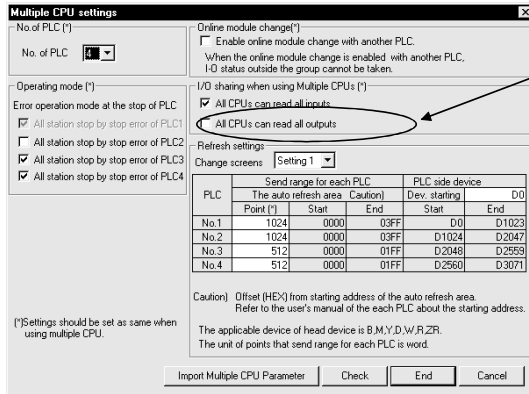 Multiple CPU settings
No.of PLC (*)
No. of PLC 4
Operating mode (*)
Error operation mode at the stop of PLC
All station stop by stop error of PLC1
All station stop by stop error of PLC2
All station stop by stop error of PLC3
All station stop by stop error of PLC4
(*)Settings should be set as same when
using multiple CPU.
Online module change(*)
Enable online module change with another PLC.
When the online module change is enabled with another PLC,
I-O status outside the group cannot be taken.
I/O sharing when using Multiple CPUs (*)
All CPUs can read all inputs
All CPUs can read all outputs
Refresh settings
Change screens Setting 1
PLC Send range for each PLC PLC side device
The auto refresh area Caution) Dev. starting D0
Point (*) Start End Start End
No.1 1024 0000 03FF D0 D1023
No.2 1024 0000 03FF D1024 D2047
No.3 512 0000 01FF D2048 D2559
No.4 512 0000 01FF D2560 D3071
Caution) Offset (HEX) from starting address of the auto refresh area.
Refer to the user's manual of the each PLC about the starting address.
The applicable device of head device is B,M,Y,D,W,R,ZR.
The unit of points that send range for each PLC is word.
Import Multiple CPU Parameter Check End Cancel